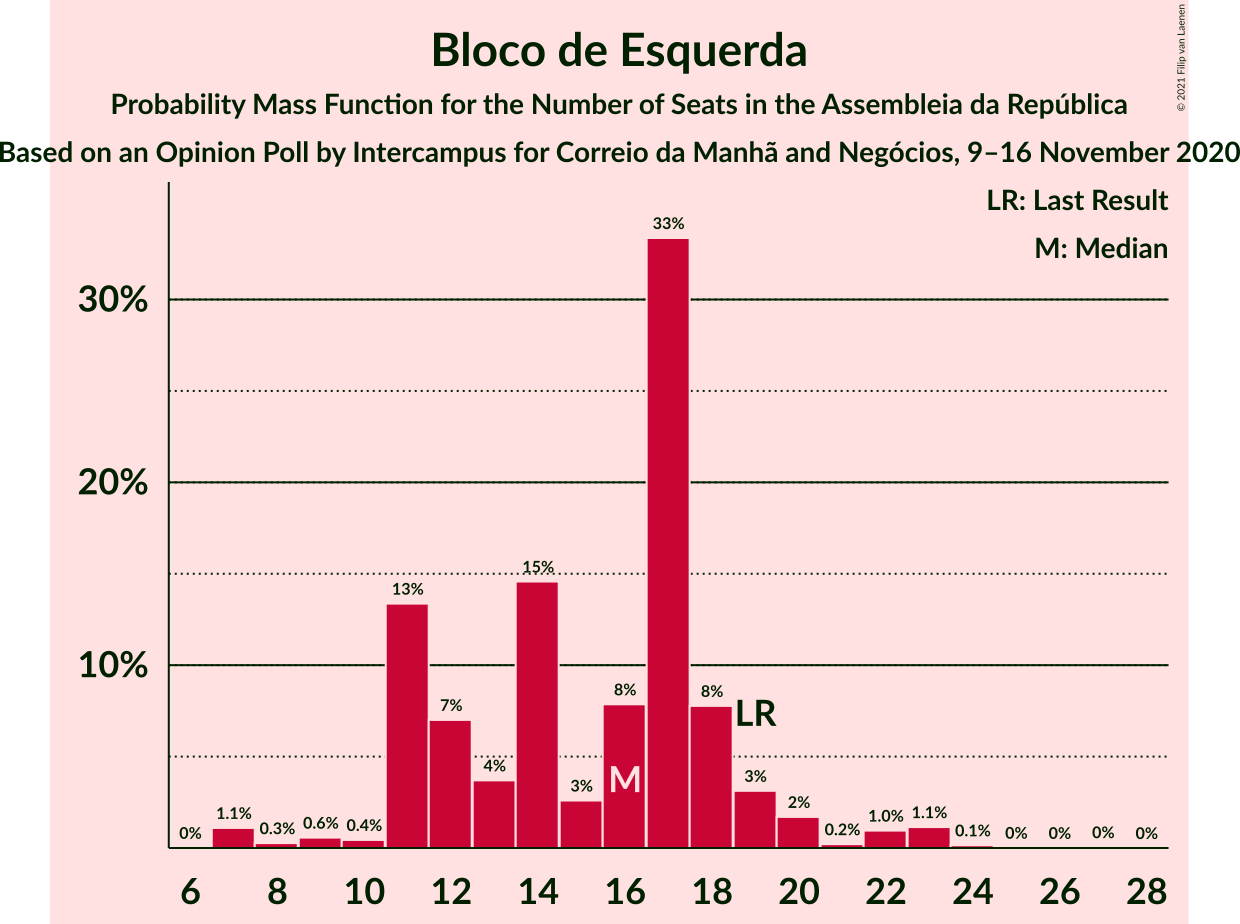 Bloco de Esquerda
Probability Mass Function for the Number of Seats in the Assembleia da República
Based on an Opinion Poll by Intercampus for Correio da Manhã and Negócios, 9–16 November 2020
© 2021 Filip van Laenen
LR: Last Result
M: Median
30%
20%
10%
0%
1.1%
0.3%
0.6%
0.4%
13%
7%
4%
15%
3%
8%
M
33%
8%
LR
3%
2%
0.2%
1.0%
1.1%
0.1%
0%
0%
0%
0%
6 8 10 12 14 16 18 20 22 24 26 28